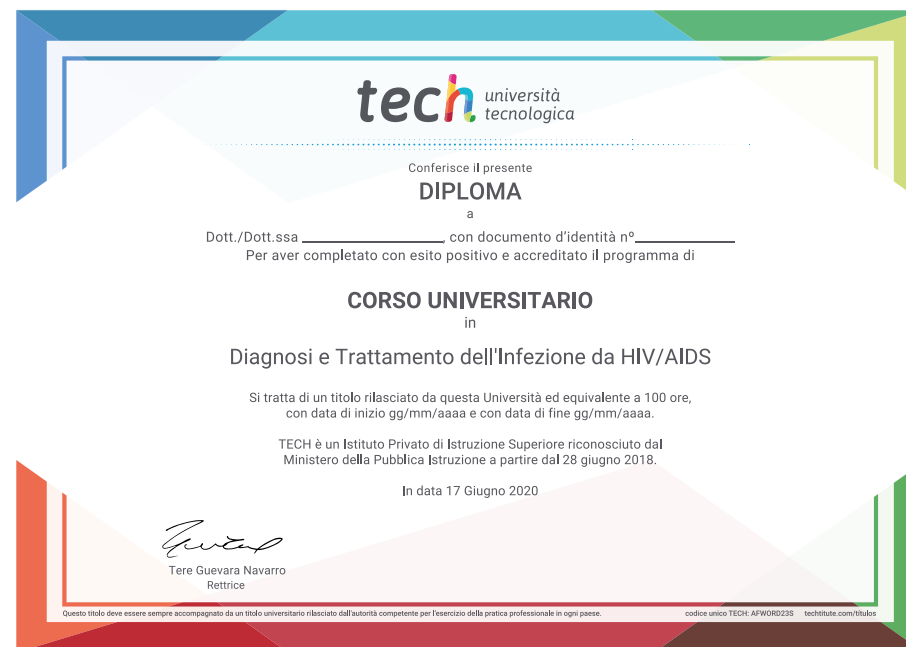 tech università
tecnologica
Conferisce il presente
DIPLOMA
a
Dott./Dott.ssa ____________________, con documento d'identità nº______________
Per aver completato con esito positivo e accreditato il programma di
CORSO UNIVERSITARIO
in
Diagnosi e Trattamento dell'Infezione da HIV/AIDS
Si tratta di un titolo rilasciato da questa Università ed equivalente a 100 ore,
con data di inizio gg/mm/aaaa e con data di fine gg/mm/aaaa.
TECH è un Istituto Privato di Istruzione Superiore riconosciuto dal
Ministero della Pubblica Istruzione a partire dal 28 giugno 2018.
In data 17 Giugno 2020
Tere Guevara Navarro
Rettrice
Questo titolo deve essere sempre accompagnato da un titolo universitario rilasciato dall'autorità competente per l'esercizio della pratica professionale in ogni paese. codice unico TECH: AFWORD23S techtitute.com/títulos